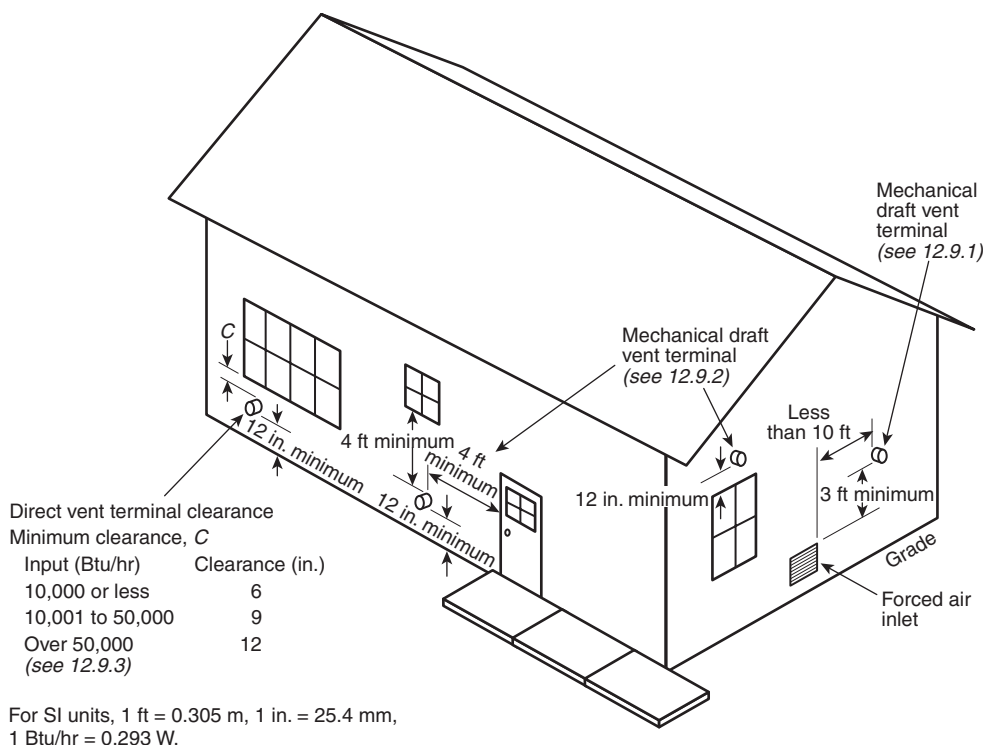 Mechanical
draft vent
terminal
(see 12.9.1)
Mechanical draft
vent terminal
(see 12.9.2)
C
Less
than 10 ft
12 in. minimum
4 ft minimum
4 ft
minimum
12 in. minimum
12 in. minimum
3 ft minimum
Grade
Forced air
inlet
Direct vent terminal clearance
Minimum clearance, C
Input (Btu/hr) Clearance (in.)
10,000 or less 6
10,001 to 50,000 9
Over 50,000 12
(see 12.9.3)
For SI units, 1 ft = 0.305 m, 1 in. = 25.4 mm,
1 Btu/hr = 0.293 W.